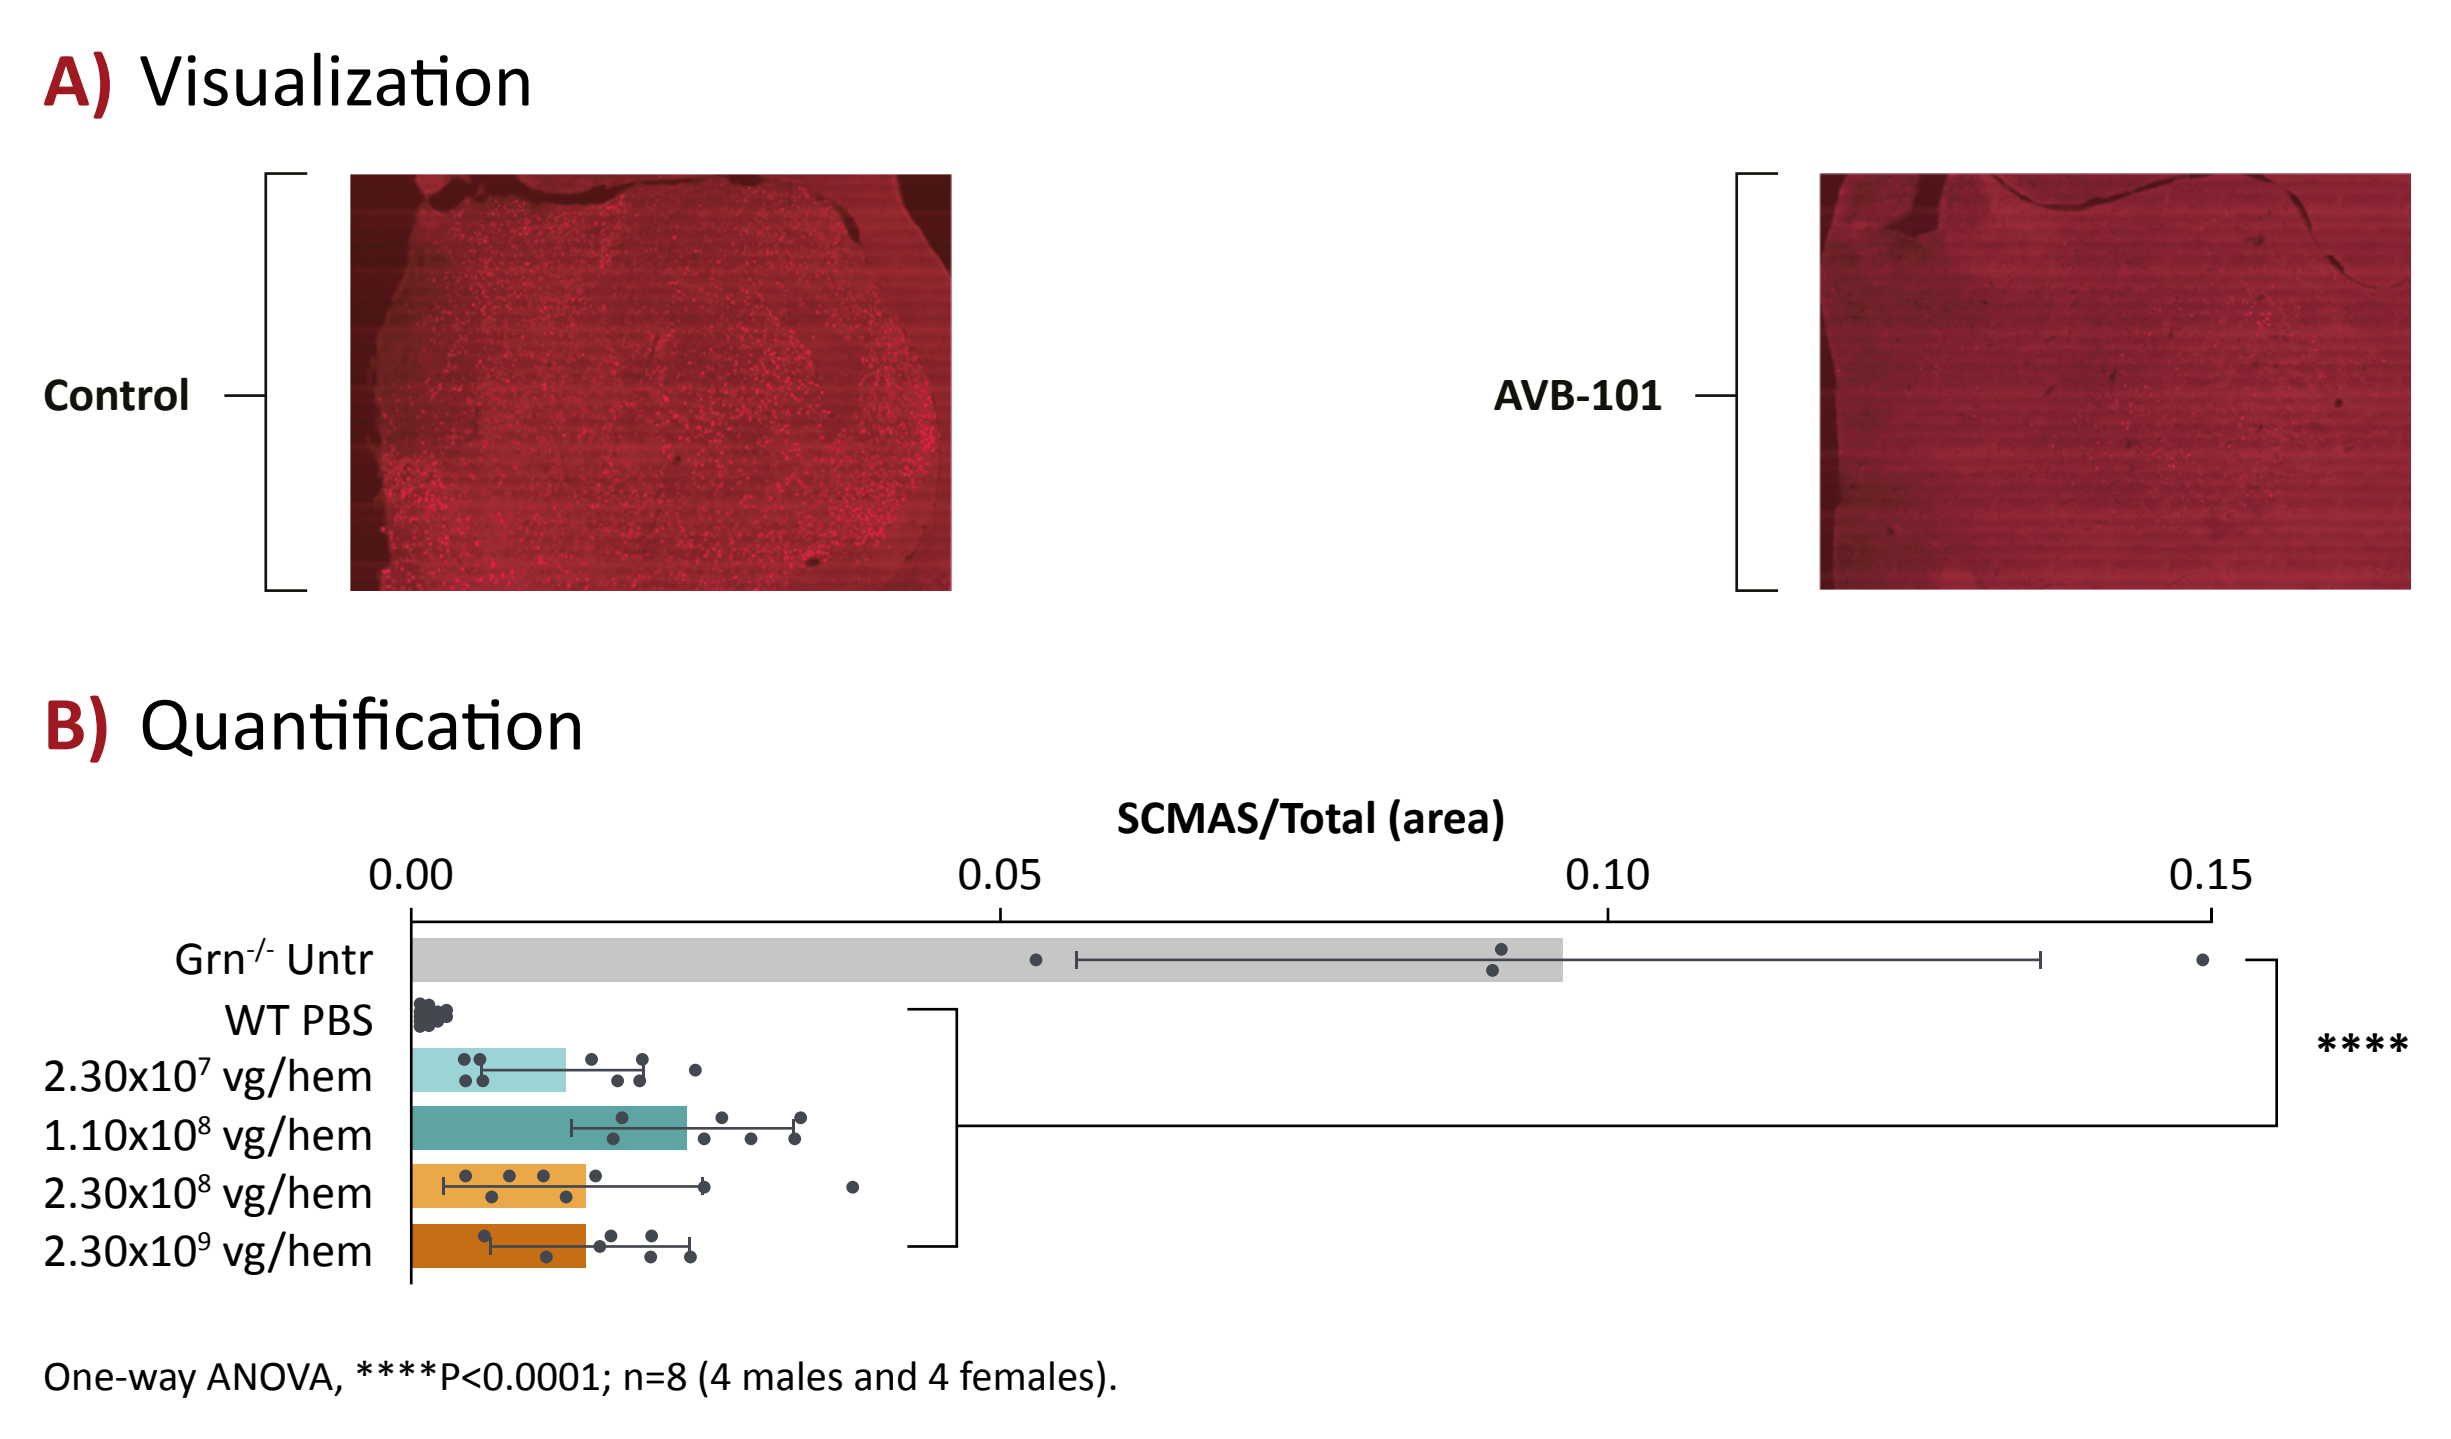 A) Visualization
Control
AVB-101
B) Quantification
SCMAS/Total (area)
0.00 0.05 0.10 0.15
Grn⁻/⁻ Untr
WT PBS
2.30x10⁷ vg/hem
1.10x10⁸ vg/hem
2.30x10⁸ vg/hem
2.30x10⁹ vg/hem
****
One-way ANOVA, ****P<0.0001; n=8 (4 males and 4 females).